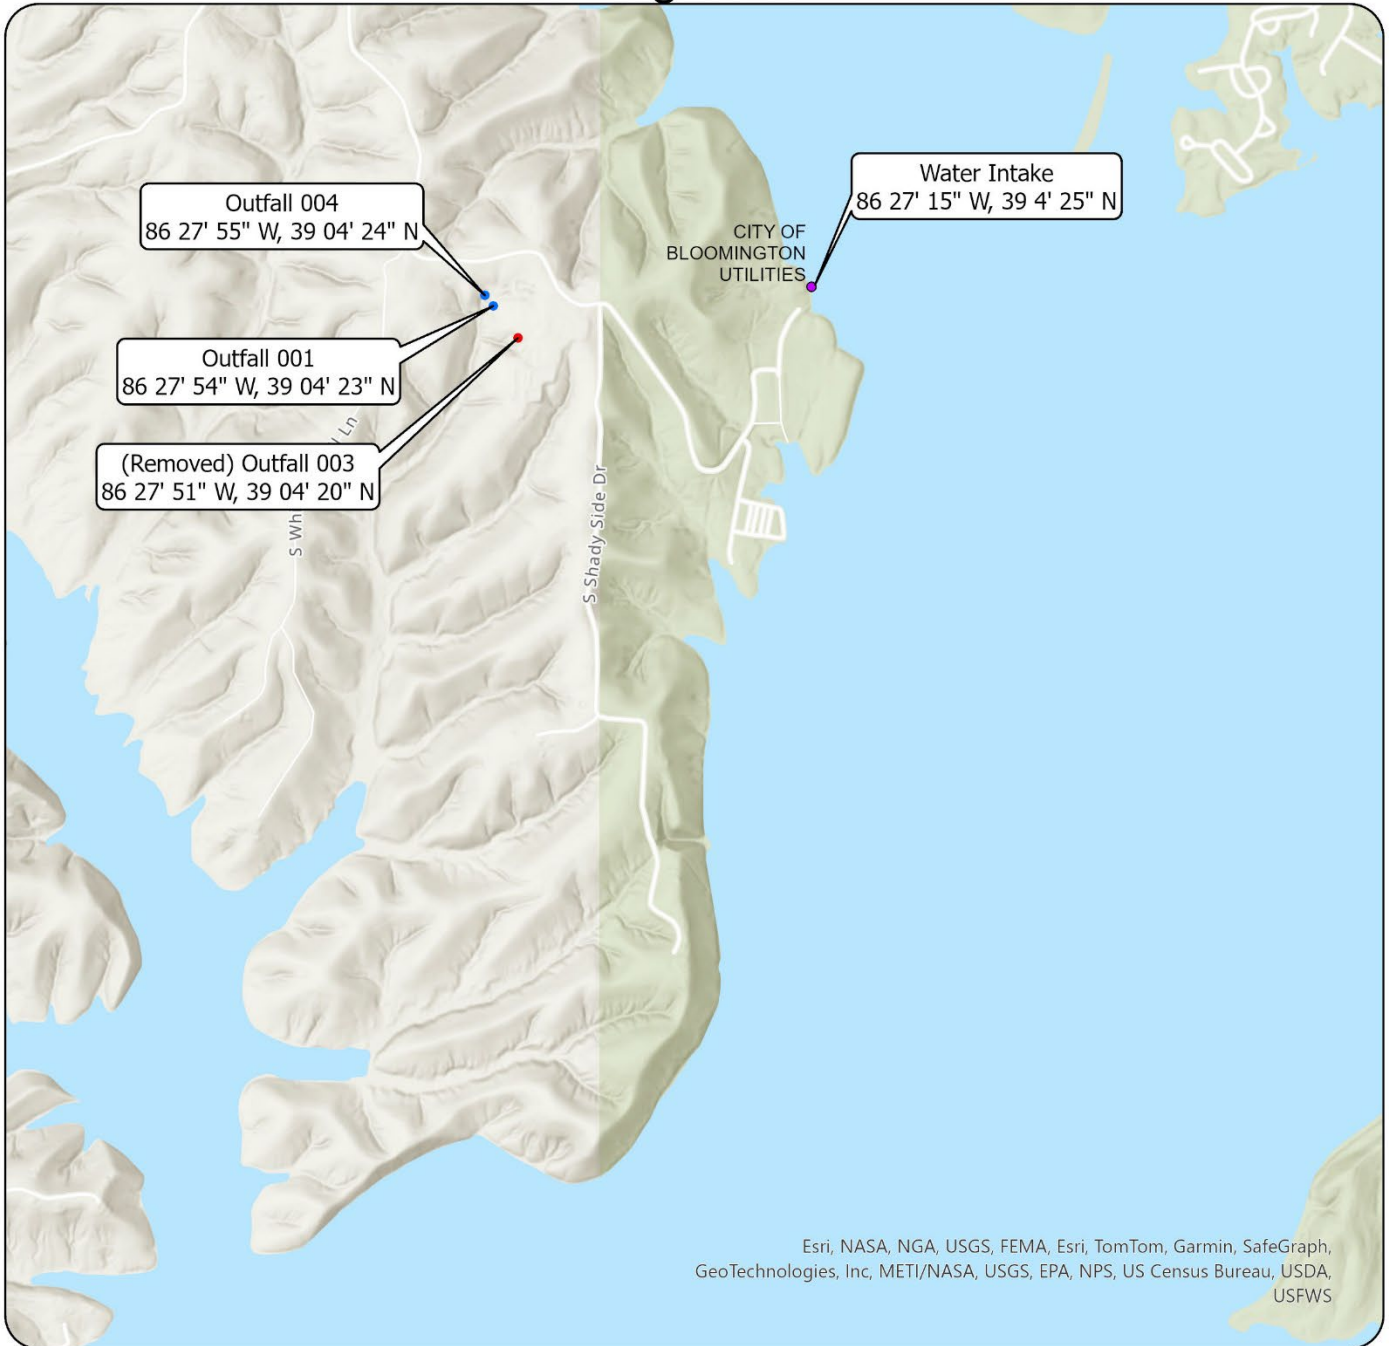 Water Intake
86 27' 15" W, 39 4' 25" N
Outfall 004
86 27' 55" W, 39 04' 24" N
CITY OF
BLOOMINGTON
UTILITIES
Outfall 001
86 27' 54" W, 39 04' 23" N
(Removed) Outfall 003
86 27' 51" W, 39 04' 20" N
S Wh
l Ln
S Shady Side Dr
Esri, NASA, NGA, USGS, FEMA, Esri, TomTom, Garmin, SafeGraph,
GeoTechnologies, Inc, METI/NASA, USGS, EPA, NPS, US Census Bureau, USDA,
USFWS